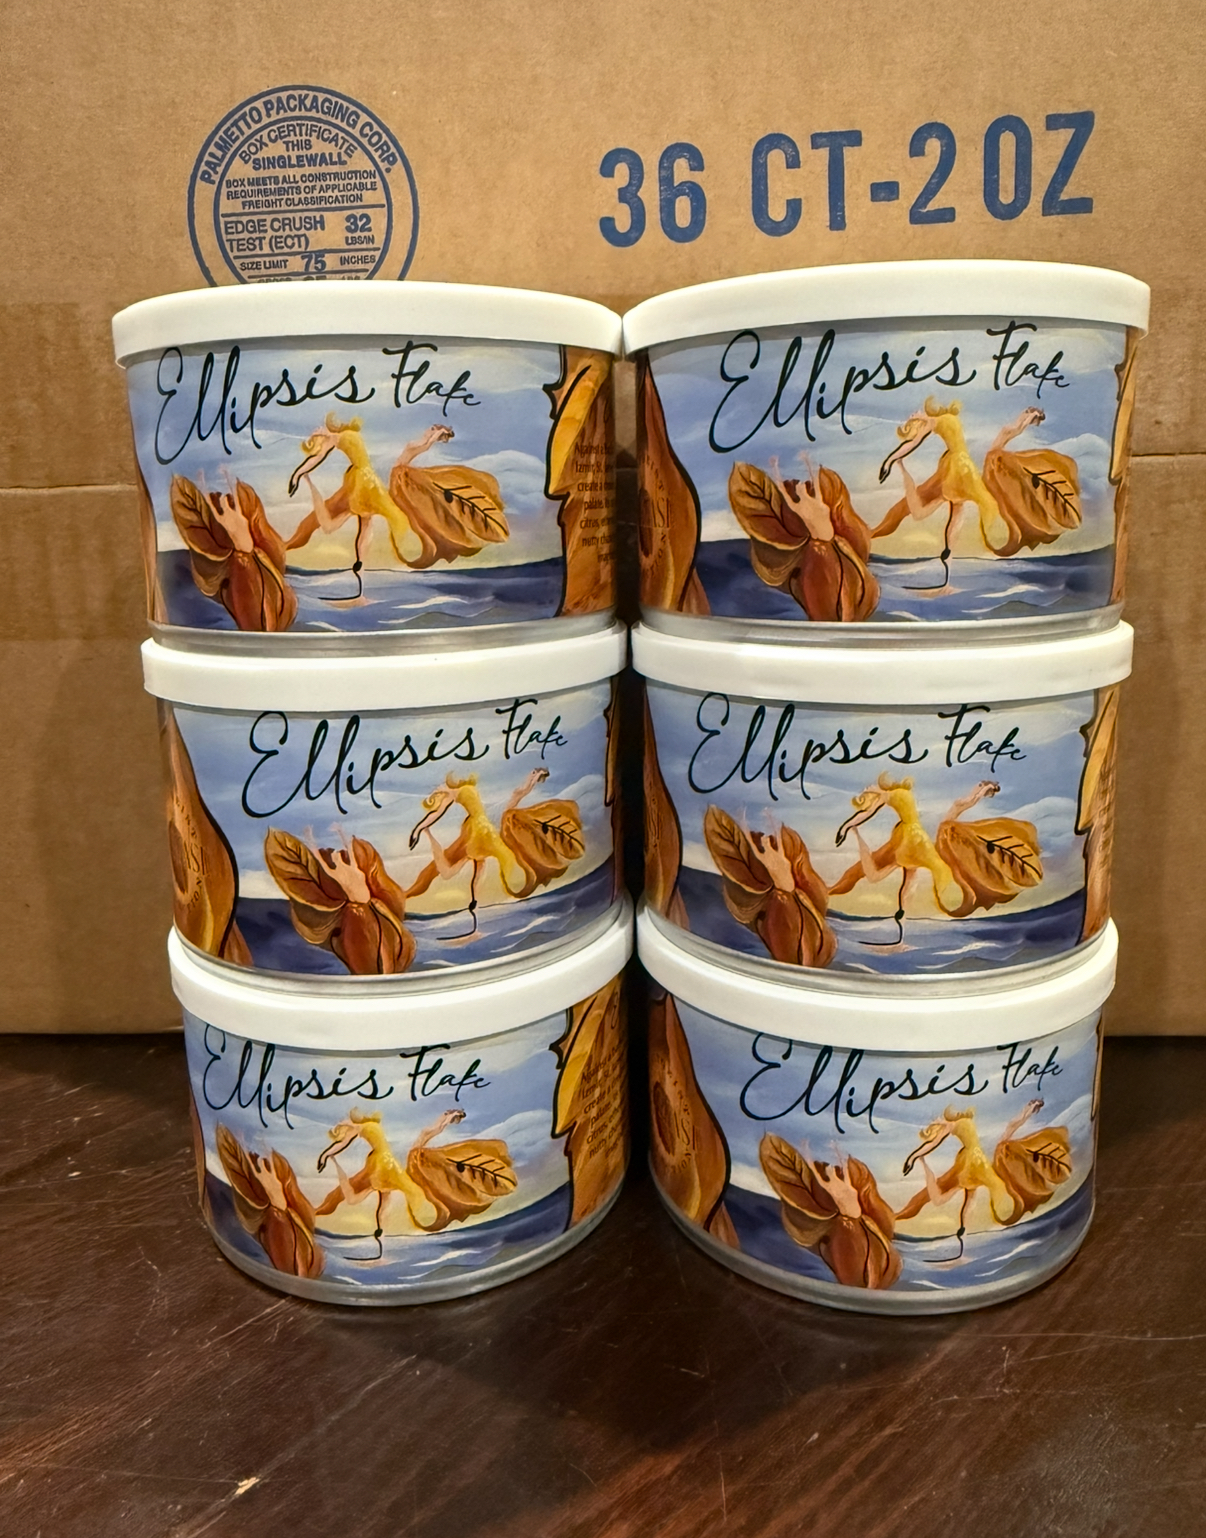 PALMETTO PACKAGING CORP.
BOX CERTIFICATE
THIS
SINGLEWALL
BOX MEETS ALL CONSTRUCTION
REQUIREMENTS OF APPLICABLE
FREIGHT CLASSIFICATION
EDGE CRUSH 32
TEST (ECT) LBS/IN
SIZE LIMIT 75 INCHES
36 CT-2 OZ
Ellipsis Flake
Ellipsis Flake
Ellipsis Flake
Ellipsis Flake
Ellipsis Flake
Ellipsis Flake